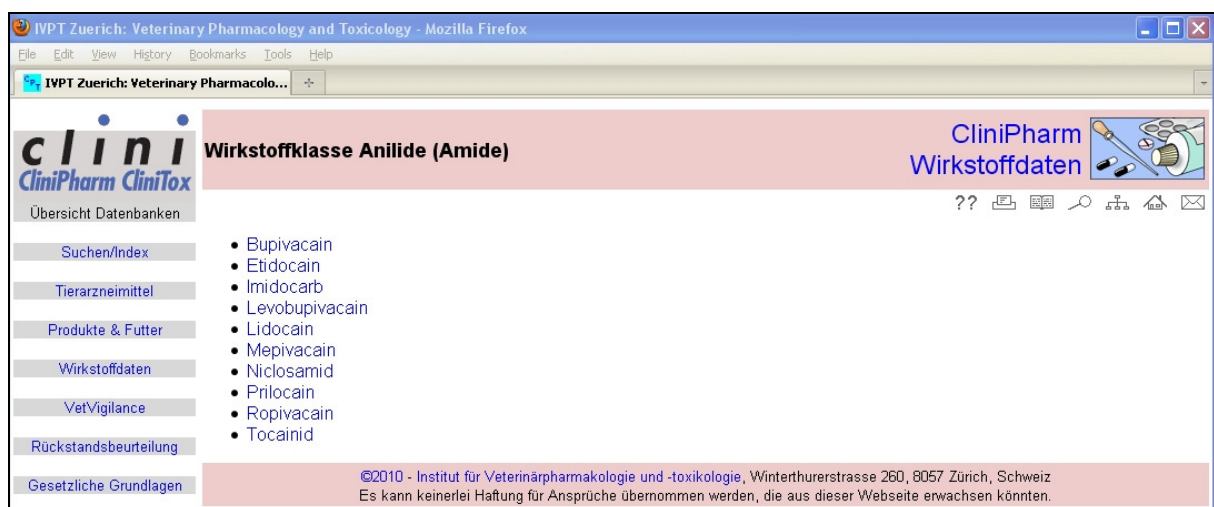 IVPT Zuerich: Veterinary Pharmacology and Toxicology - Mozilla Firefox
File Edit View History Bookmarks Tools Help
IVPT Zuerich: Veterinary Pharmacolo...
clini
CliniPharm CliniTox
Wirkstoffklasse Anilide (Amide)
CliniPharm
Wirkstoffdaten
??
Übersicht Datenbanken
Suchen/Index
Tierarzneimittel
Produkte & Futter
Wirkstoffdaten
VetVigilance
Rückstandsbeurteilung
Gesetzliche Grundlagen
• Bupivacain
• Etidocain
• Imidocarb
• Levobupivacain
• Lidocain
• Mepivacain
• Niclosamid
• Prilocain
• Ropivacain
• Tocainid
©2010 - Institut für Veterinärpharmakologie und -toxikologie, Winterthurerstrasse 260, 8057 Zürich, Schweiz
Es kann keinerlei Haftung für Ansprüche übernommen werden, die aus dieser Webseite erwachsen könnten.